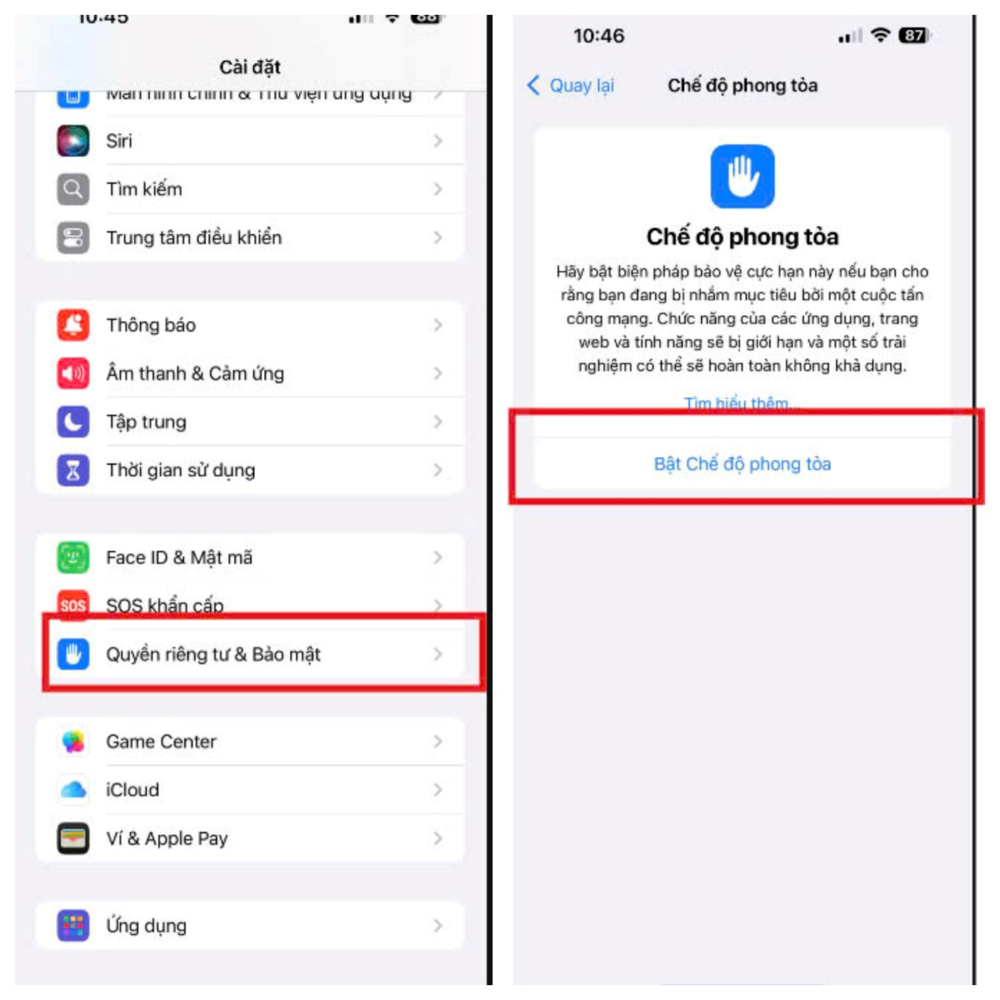 10:45
88
Cài đặt
Màn hình chính & Thư viện ứng dụng
Siri
Tìm kiếm
Trung tâm điều khiển
Thông báo
Âm thanh & Cảm ứng
Tập trung
Thời gian sử dụng
Face ID & Mật mã
SOS
SOS khẩn cấp
Quyền riêng tư & Bảo mật
Game Center
iCloud
Ví & Apple Pay
Ứng dụng
10:46
87
Quay lại
Chế độ phong tỏa
Chế độ phong tỏa
Hãy bật biện pháp bảo vệ cực hạn này nếu bạn cho
rằng bạn đang bị nhắm mục tiêu bởi một cuộc tấn
công mạng. Chức năng của các ứng dụng, trang
web và tính năng sẽ bị giới hạn và một số trải
nghiệm có thể sẽ hoàn toàn không khả dụng.
Tìm hiểu thêm...
Bật Chế độ phong tỏa